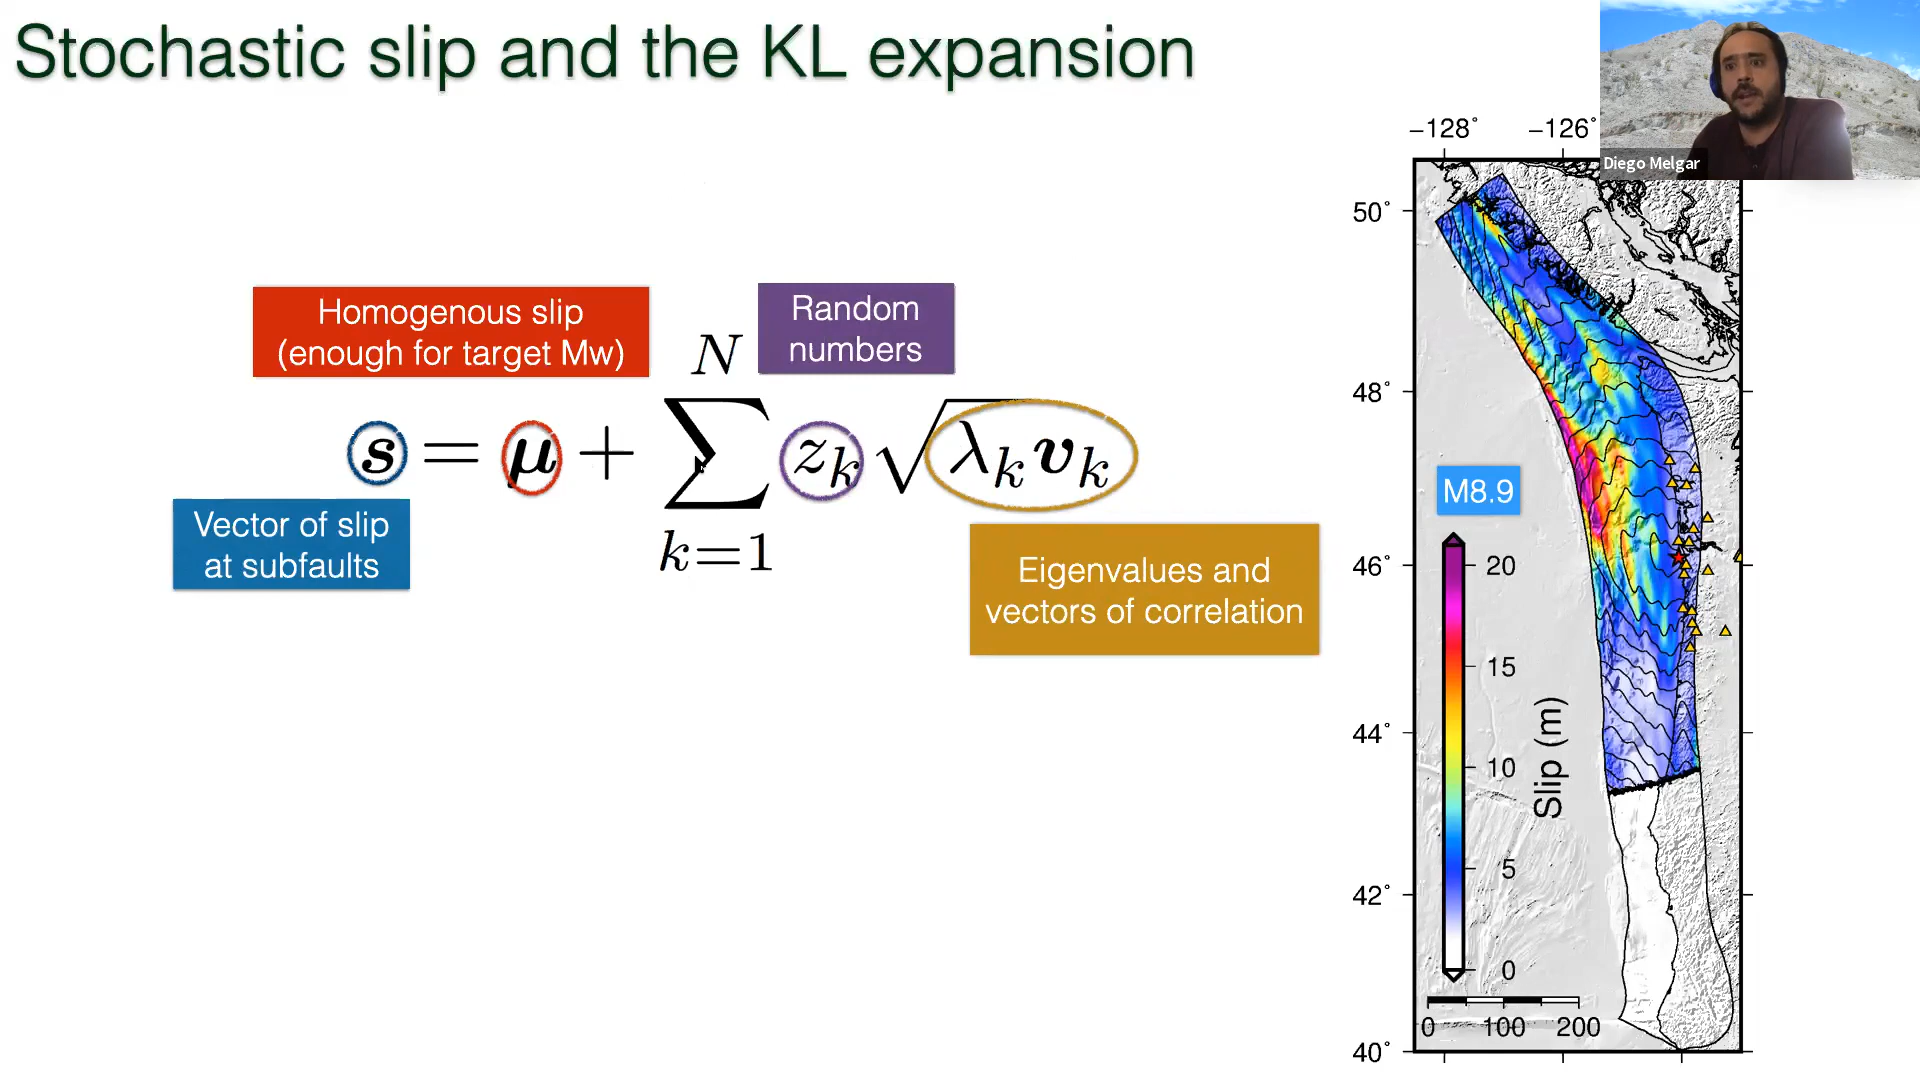 Stochastic slip and the KL expansion
Diego Melgar
Homogenous slip
(enough for target Mw)
Random
numbers
s = μ + ∑ z_k √λ_k v_k
N
k=1
Vector of slip
at subfaults
Eigenvalues and
vectors of correlation
−128° −126°
50°
48°
46°
44°
42°
40°
M8.9
20
15
10
5
0
Slip (m)
0 100 200